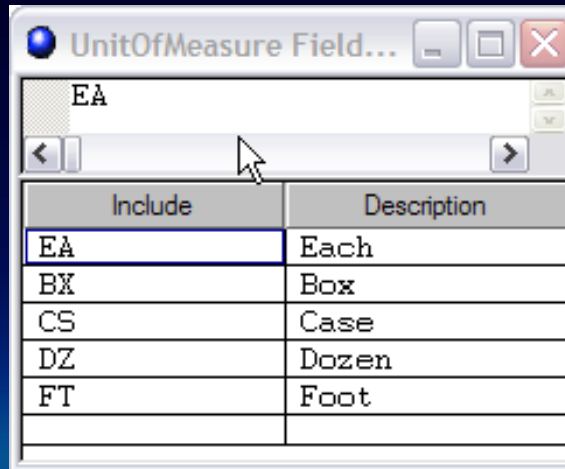 UnitOfMeasure Field...
EA
Include Description
EA Each
BX Box
CS Case
DZ Dozen
FT Foot